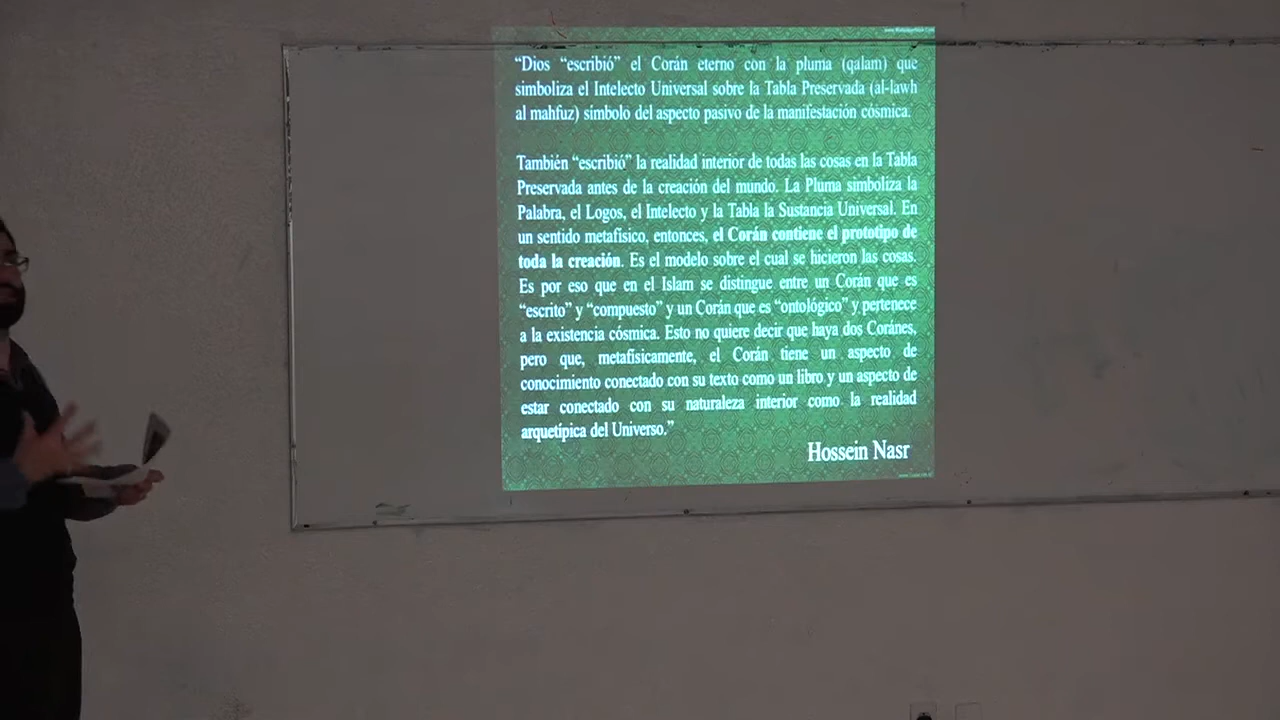 “Dios “escribió” el Corán eterno con la pluma (qalam) que
simboliza el Intelecto Universal sobre la Tabla Preservada (al-lawh
al mahfuz) símbolo del aspecto pasivo de la manifestación cósmica.
También “escribió” la realidad interior de todas las cosas en la Tabla
Preservada antes de la creación del mundo. La Pluma simboliza la
Palabra, el Logos, el Intelecto y la Tabla la Sustancia Universal. En
un sentido metafísico, entonces, el Corán contiene el prototipo de
toda la creación. Es el modelo sobre el cual se hicieron las cosas.
Es por eso que en el Islam se distingue entre un Corán que es
“escrito” y “compuesto” y un Corán que es “ontológico” y pertenece
a la existencia cósmica. Esto no quiere decir que haya dos Coránes,
pero que, metafísicamente, el Corán tiene un aspecto de
conocimiento conectado con su texto como un libro y un aspecto de
estar conectado con su naturaleza interior como la realidad
arquetípica del Universo.”
Hossein Nasr